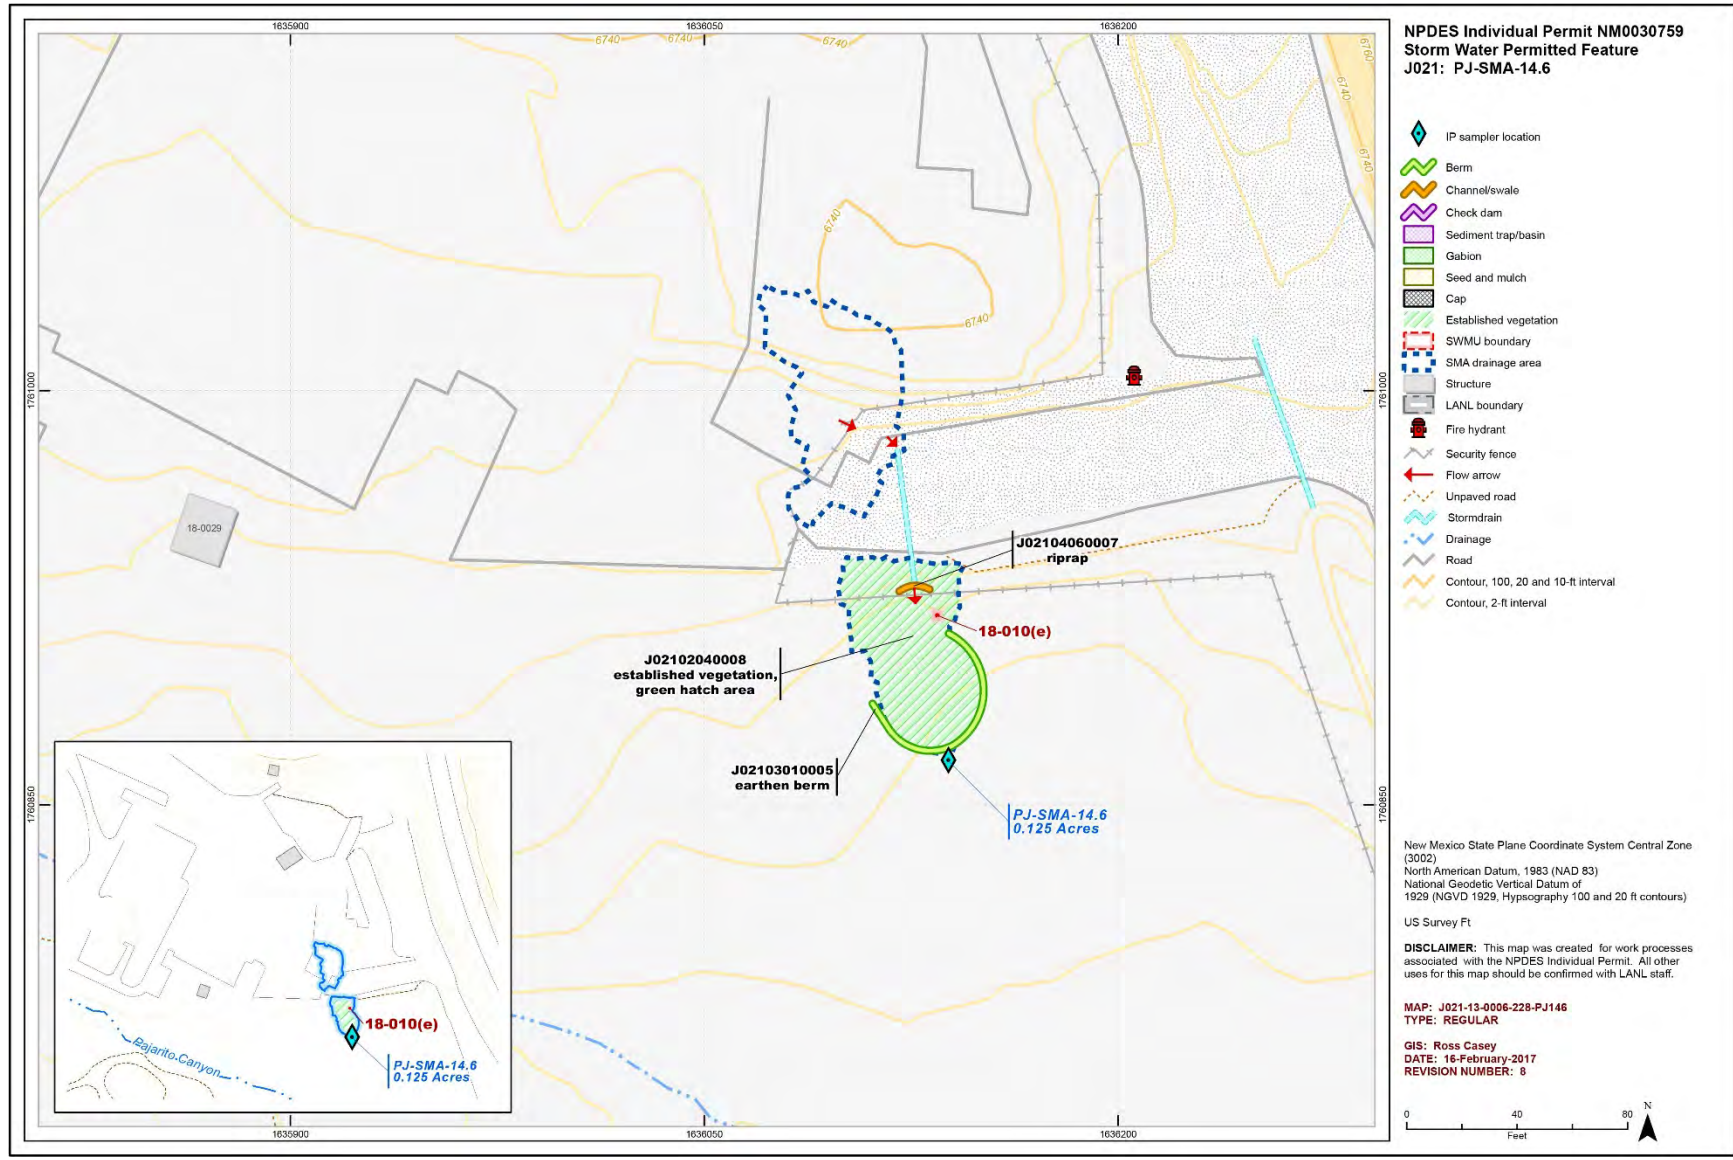 1635900
1636050
1636200
6740
6740
6740
6760
6740
6740
6740
6740
1761000
1761000
18-0029
J02104060007
riprap
18-010(e)
J02102040008
established vegetation,
green hatch area
J02103010005
earthen berm
PJ-SMA-14.6
0.125 Acres
1760850
1760850
18-010(e)
Pajarito Canyon
PJ-SMA-14.6
0.125 Acres
1635900
1636050
1636200
NPDES Individual Permit NM0030759
Storm Water Permitted Feature
J021: PJ-SMA-14.6
IP sampler location
Berm
Channel/swale
Check dam
Sediment trap/basin
Gabion
Seed and mulch
Cap
Established vegetation
SWMU boundary
SMA drainage area
Structure
LANL boundary
Fire hydrant
Security fence
Flow arrow
Unpaved road
Stormdrain
Drainage
Road
Contour, 100, 20 and 10-ft interval
Contour, 2-ft interval
New Mexico State Plane Coordinate System Central Zone
(3002)
North American Datum, 1983 (NAD 83)
National Geodetic Vertical Datum of
1929 (NGVD 1929, Hypsography 100 and 20 ft contours)
US Survey Ft
DISCLAIMER: This map was created for work processes
associated with the NPDES Individual Permit. All other
uses for this map should be confirmed with LANL staff.
MAP: J021-13-0006-228-PJ146
TYPE: REGULAR
GIS: Ross Casey
DATE: 16-February-2017
REVISION NUMBER: 8
0 40 80
Feet
N